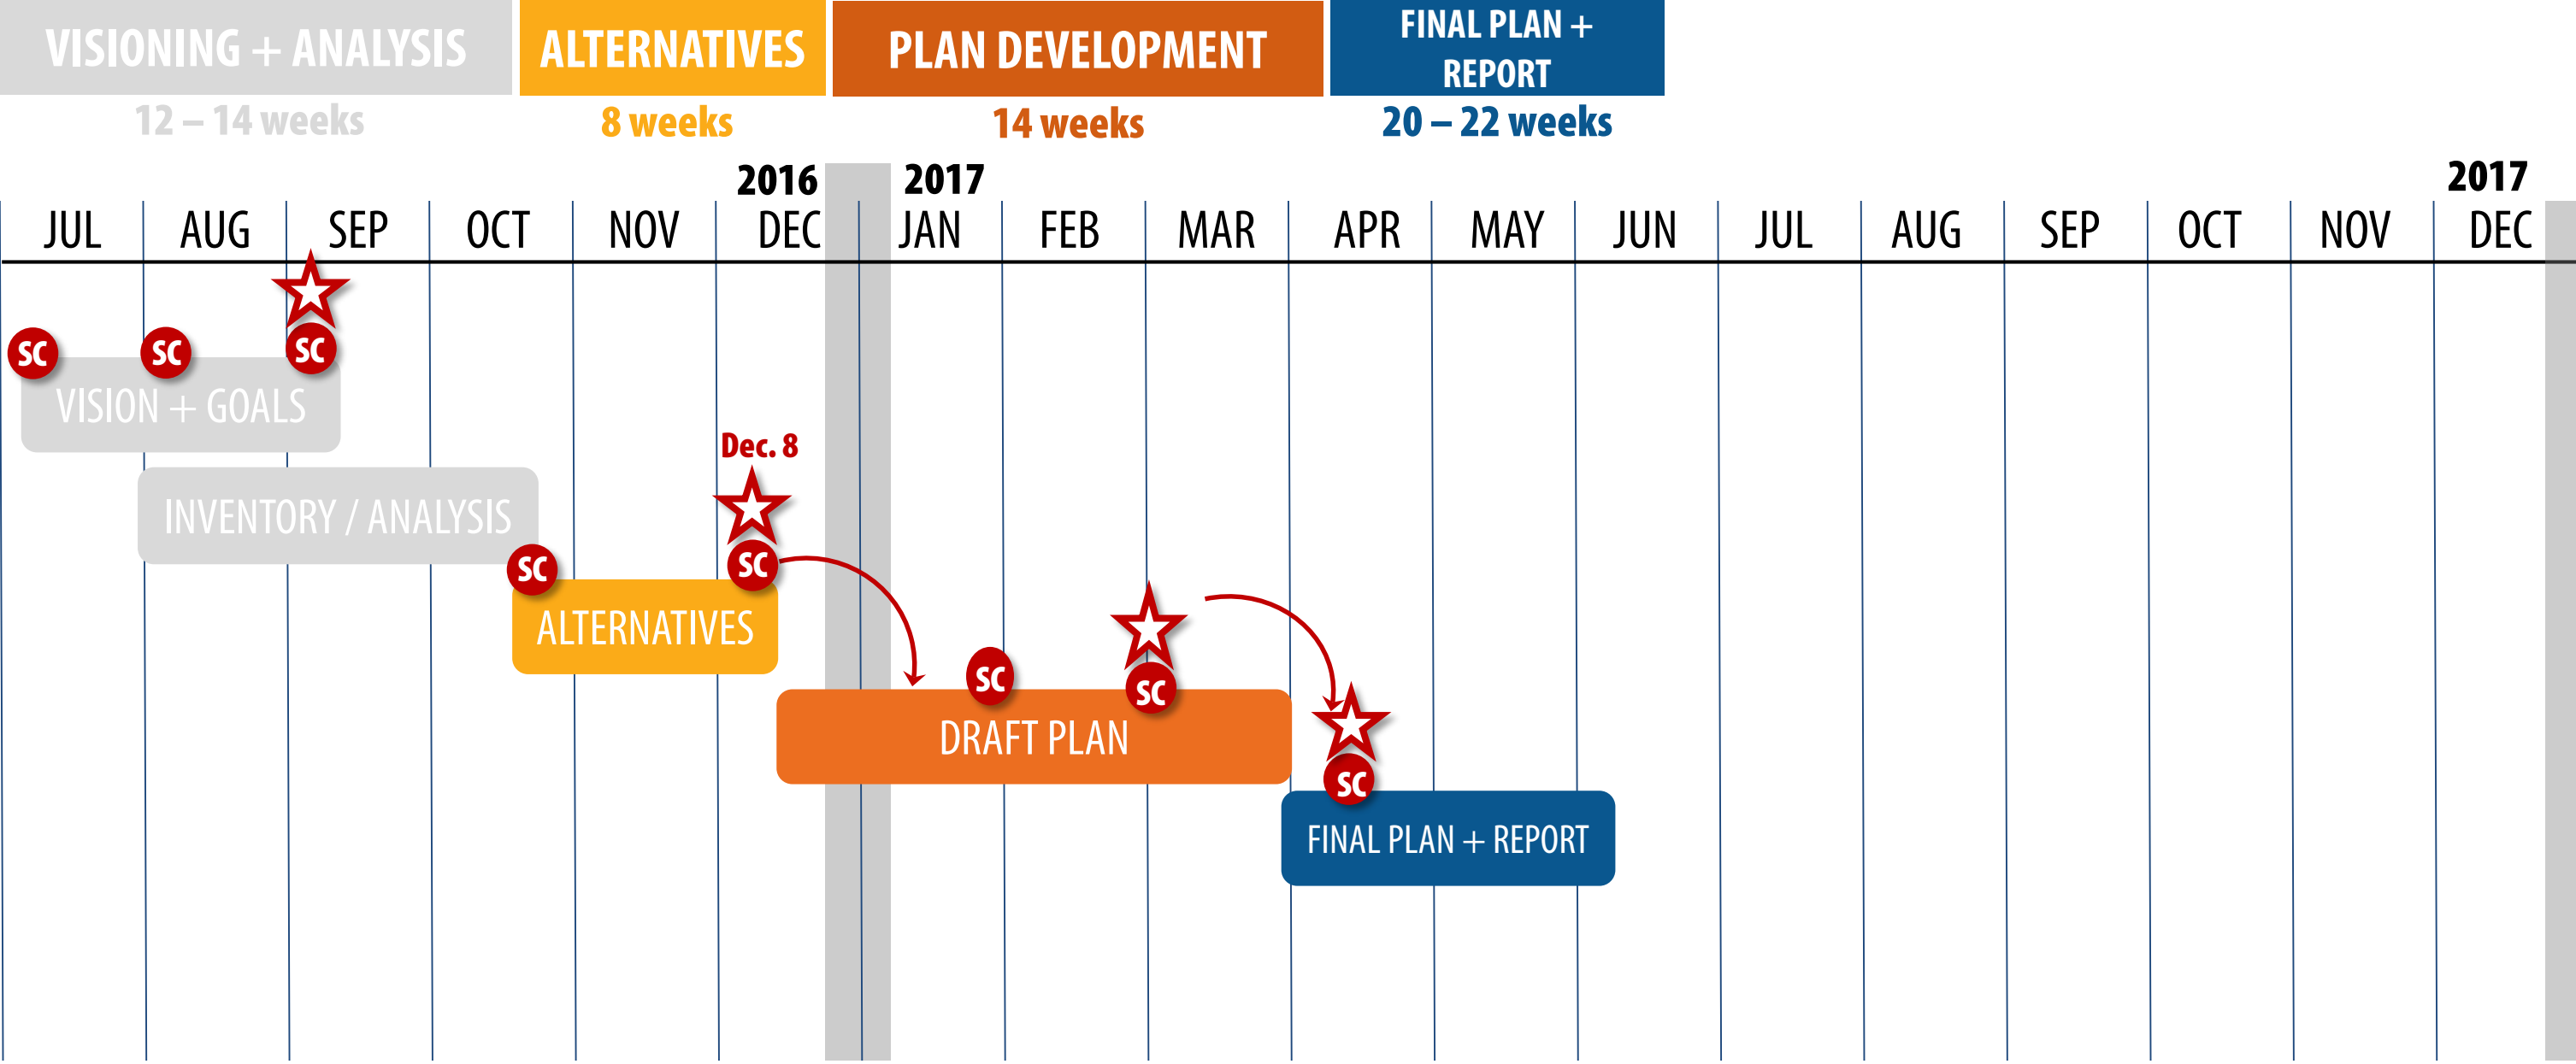 VISIONING + ANALYSIS
ALTERNATIVES
PLAN DEVELOPMENT
FINAL PLAN +
REPORT
12 – 14 weeks
8 weeks
14 weeks
20 – 22 weeks
2016
2017
2017
JUL
AUG
SEP
OCT
NOV
DEC
JAN
FEB
MAR
APR
MAY
JUN
JUL
AUG
SEP
OCT
NOV
DEC
SC
SC
SC
VISION + GOALS
Dec. 8
INVENTORY / ANALYSIS
SC
SC
ALTERNATIVES
SC
SC
DRAFT PLAN
SC
FINAL PLAN + REPORT